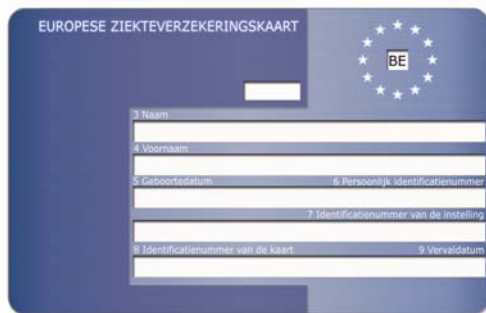 EUROPESE ZIEKTEVERZEKERINGSKAART
BE
3 Naam
4 Voornaam
5 Geboortedatum 6 Persoonlijk identificatienummer
7 Identificatienummer van de instelling
8 Identificatienummer van de kaart 9 Vervaldatum